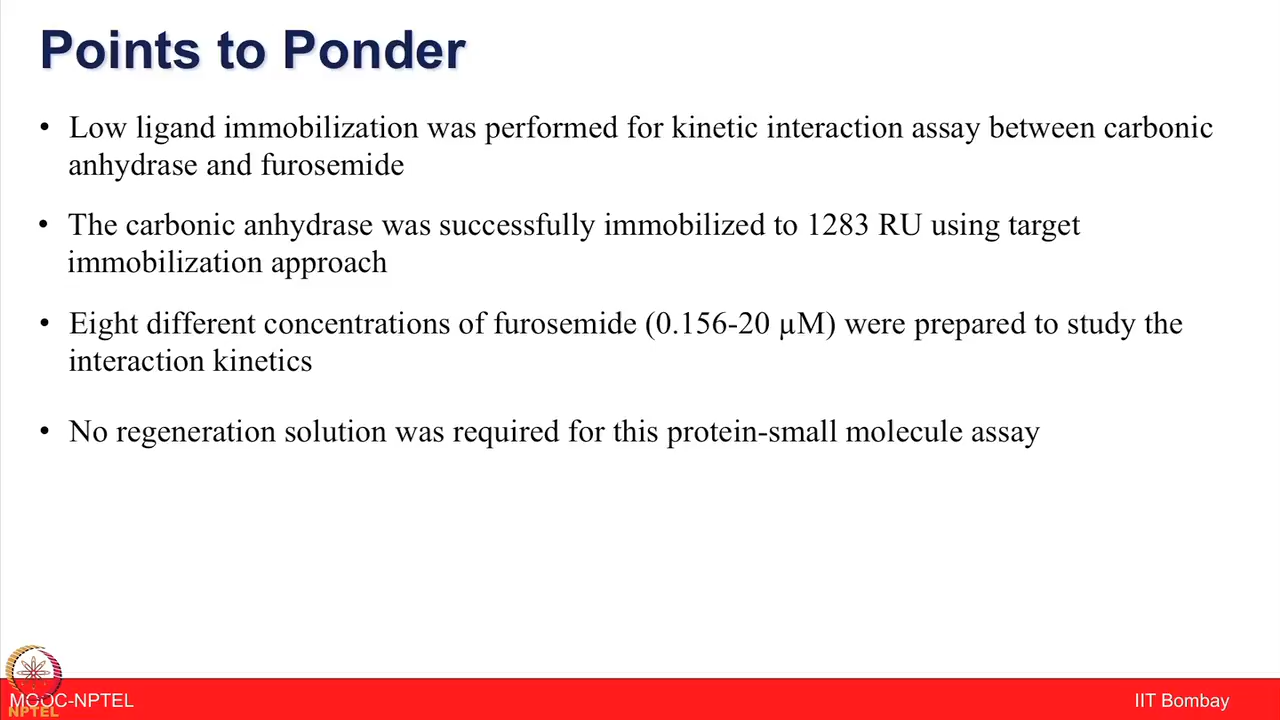 Points to Ponder
• Low ligand immobilization was performed for kinetic interaction assay between carbonic
anhydrase and furosemide
• The carbonic anhydrase was successfully immobilized to 1283 RU using target
immobilization approach
• Eight different concentrations of furosemide (0.156-20 µM) were prepared to study the
interaction kinetics
• No regeneration solution was required for this protein-small molecule assay
MOOC-NPTEL
NPTEL
IIT Bombay